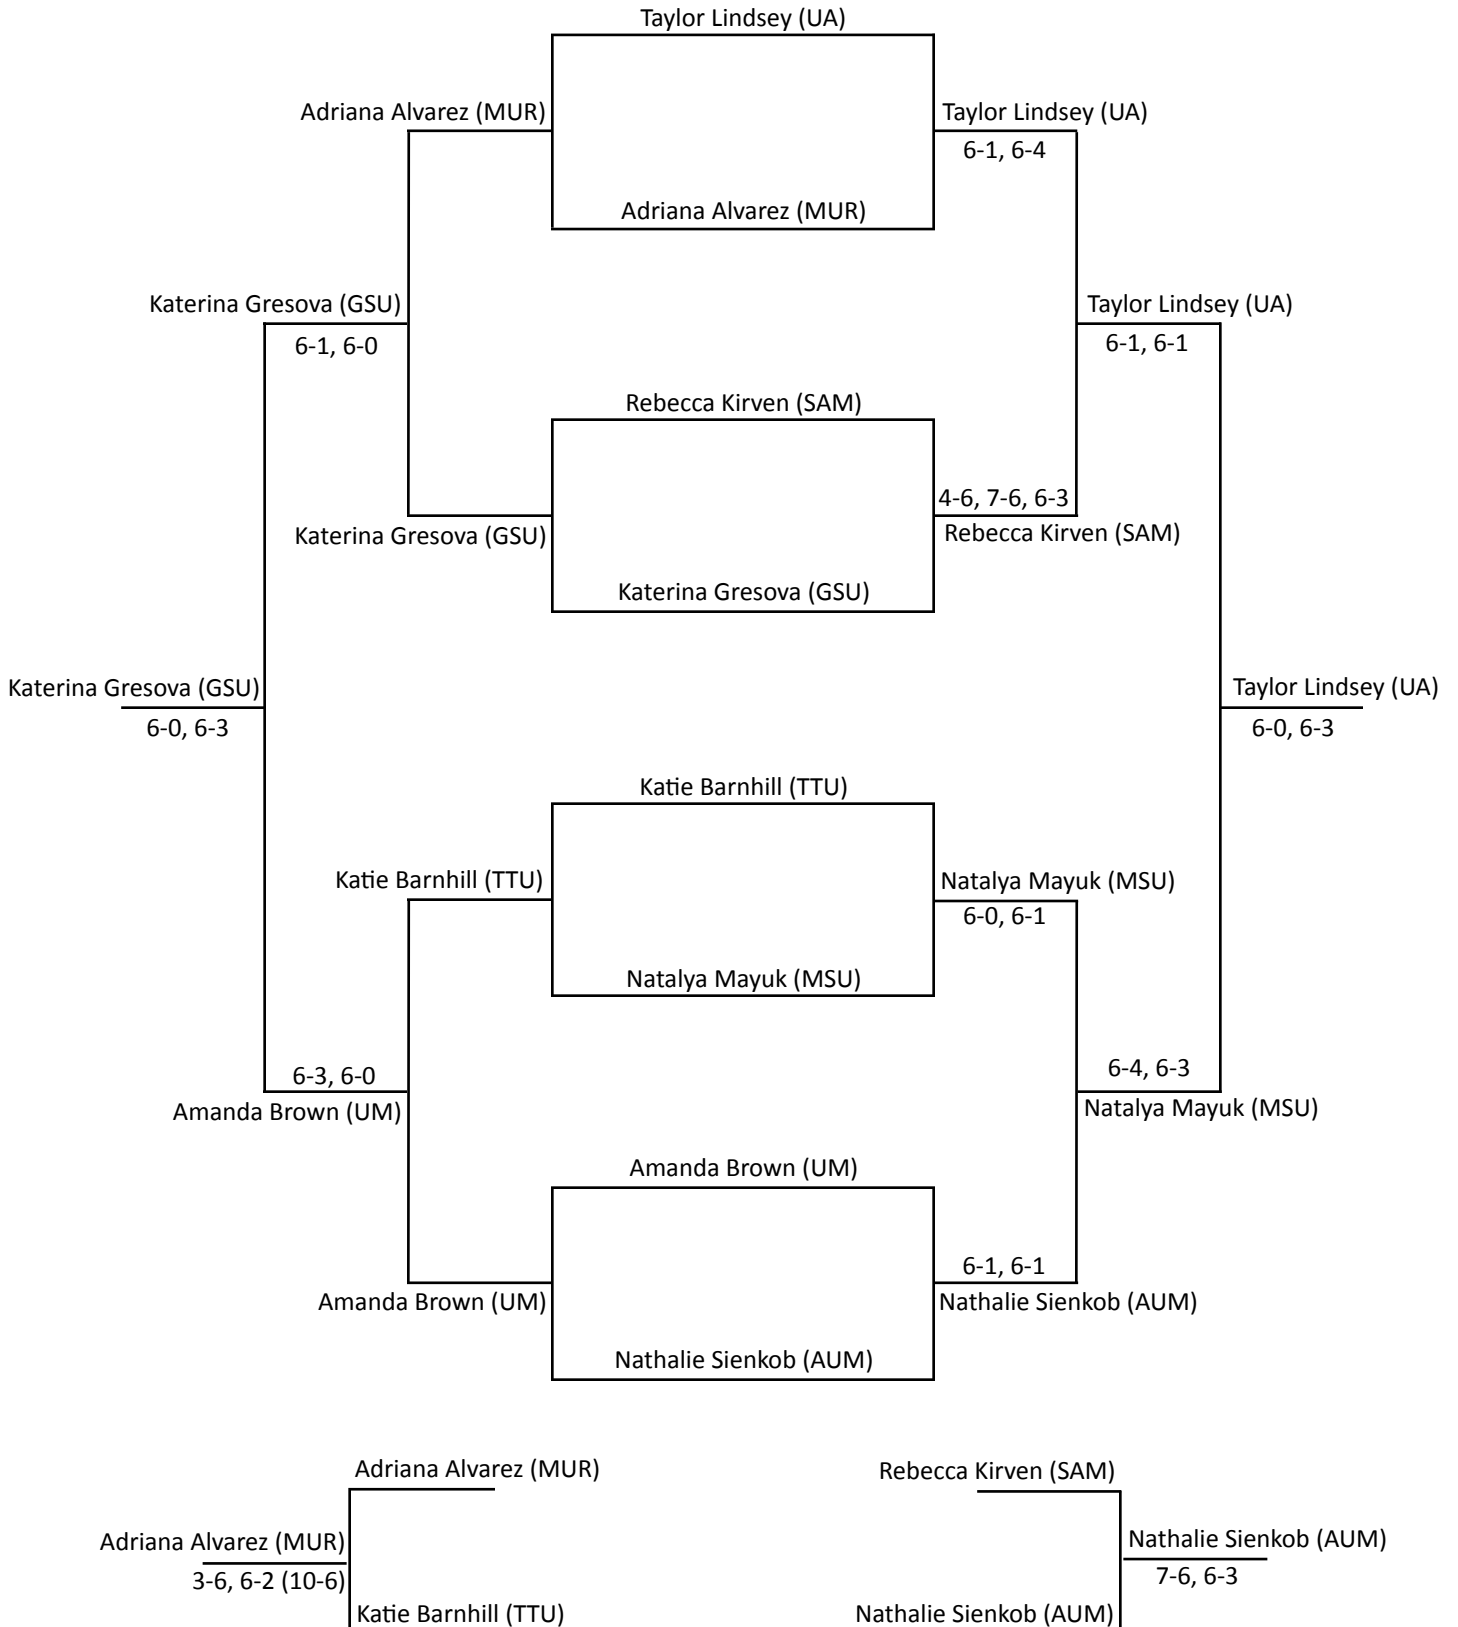 Taylor Lindsey (UA)
Adriana Alvarez (MUR)
Taylor Lindsey (UA)
6-1, 6-4
Adriana Alvarez (MUR)
Katerina Gresova (GSU)
6-1, 6-0
Taylor Lindsey (UA)
6-1, 6-1
Rebecca Kirven (SAM)
4-6, 7-6, 6-3
Katerina Gresova (GSU)
Rebecca Kirven (SAM)
Katerina Gresova (GSU)
Katerina Gresova (GSU)
6-0, 6-3
Taylor Lindsey (UA)
6-0, 6-3
Katie Barnhill (TTU)
Katie Barnhill (TTU)
Natalya Mayuk (MSU)
6-0, 6-1
Natalya Mayuk (MSU)
6-3, 6-0
Amanda Brown (UM)
6-4, 6-3
Natalya Mayuk (MSU)
Amanda Brown (UM)
6-1, 6-1
Amanda Brown (UM)
Nathalie Sienkob (AUM)
Nathalie Sienkob (AUM)
Adriana Alvarez (MUR)
Adriana Alvarez (MUR)
3-6, 6-2 (10-6)
Katie Barnhill (TTU)
Rebecca Kirven (SAM)
Nathalie Sienkob (AUM)
7-6, 6-3
Nathalie Sienkob (AUM)